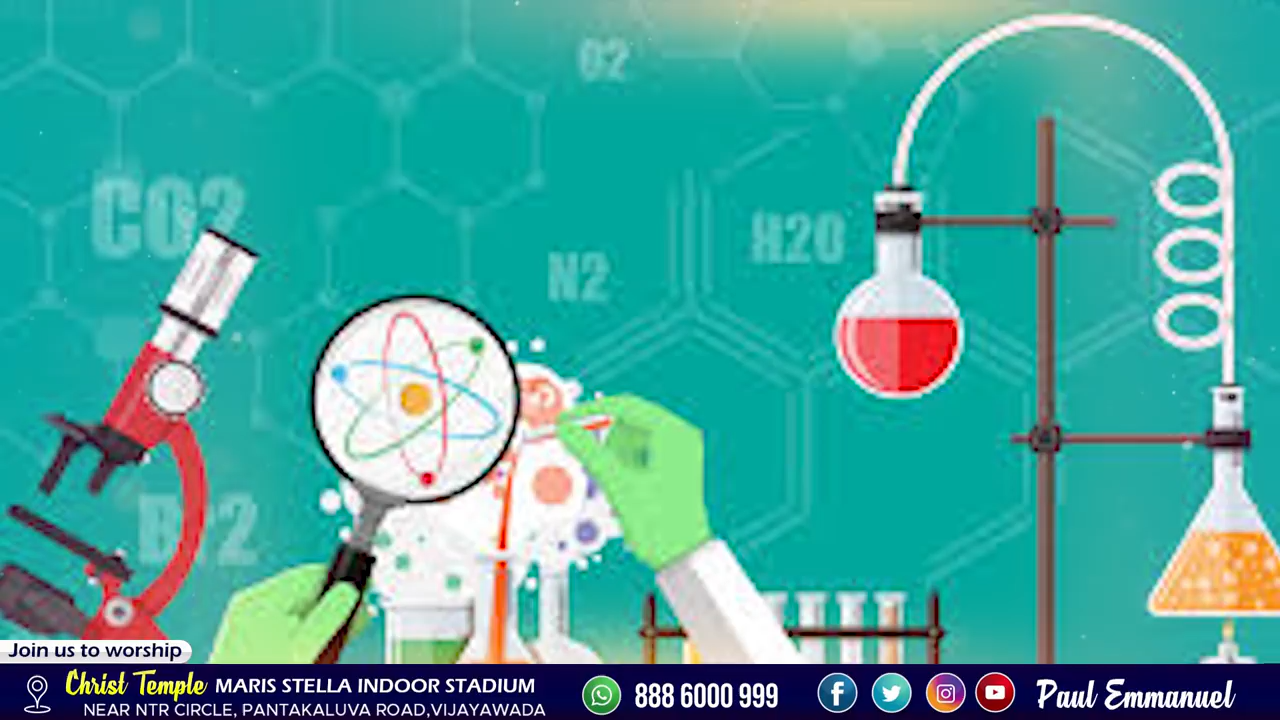 O2
CO2
H2O
N2
Join us to worship
Christ Temple MARIS STELLA INDOOR STADIUM
NEAR NTR CIRCLE, PANTAKALUVA ROAD,VIJAYAWADA
888 6000 999
Paul Emmanuel